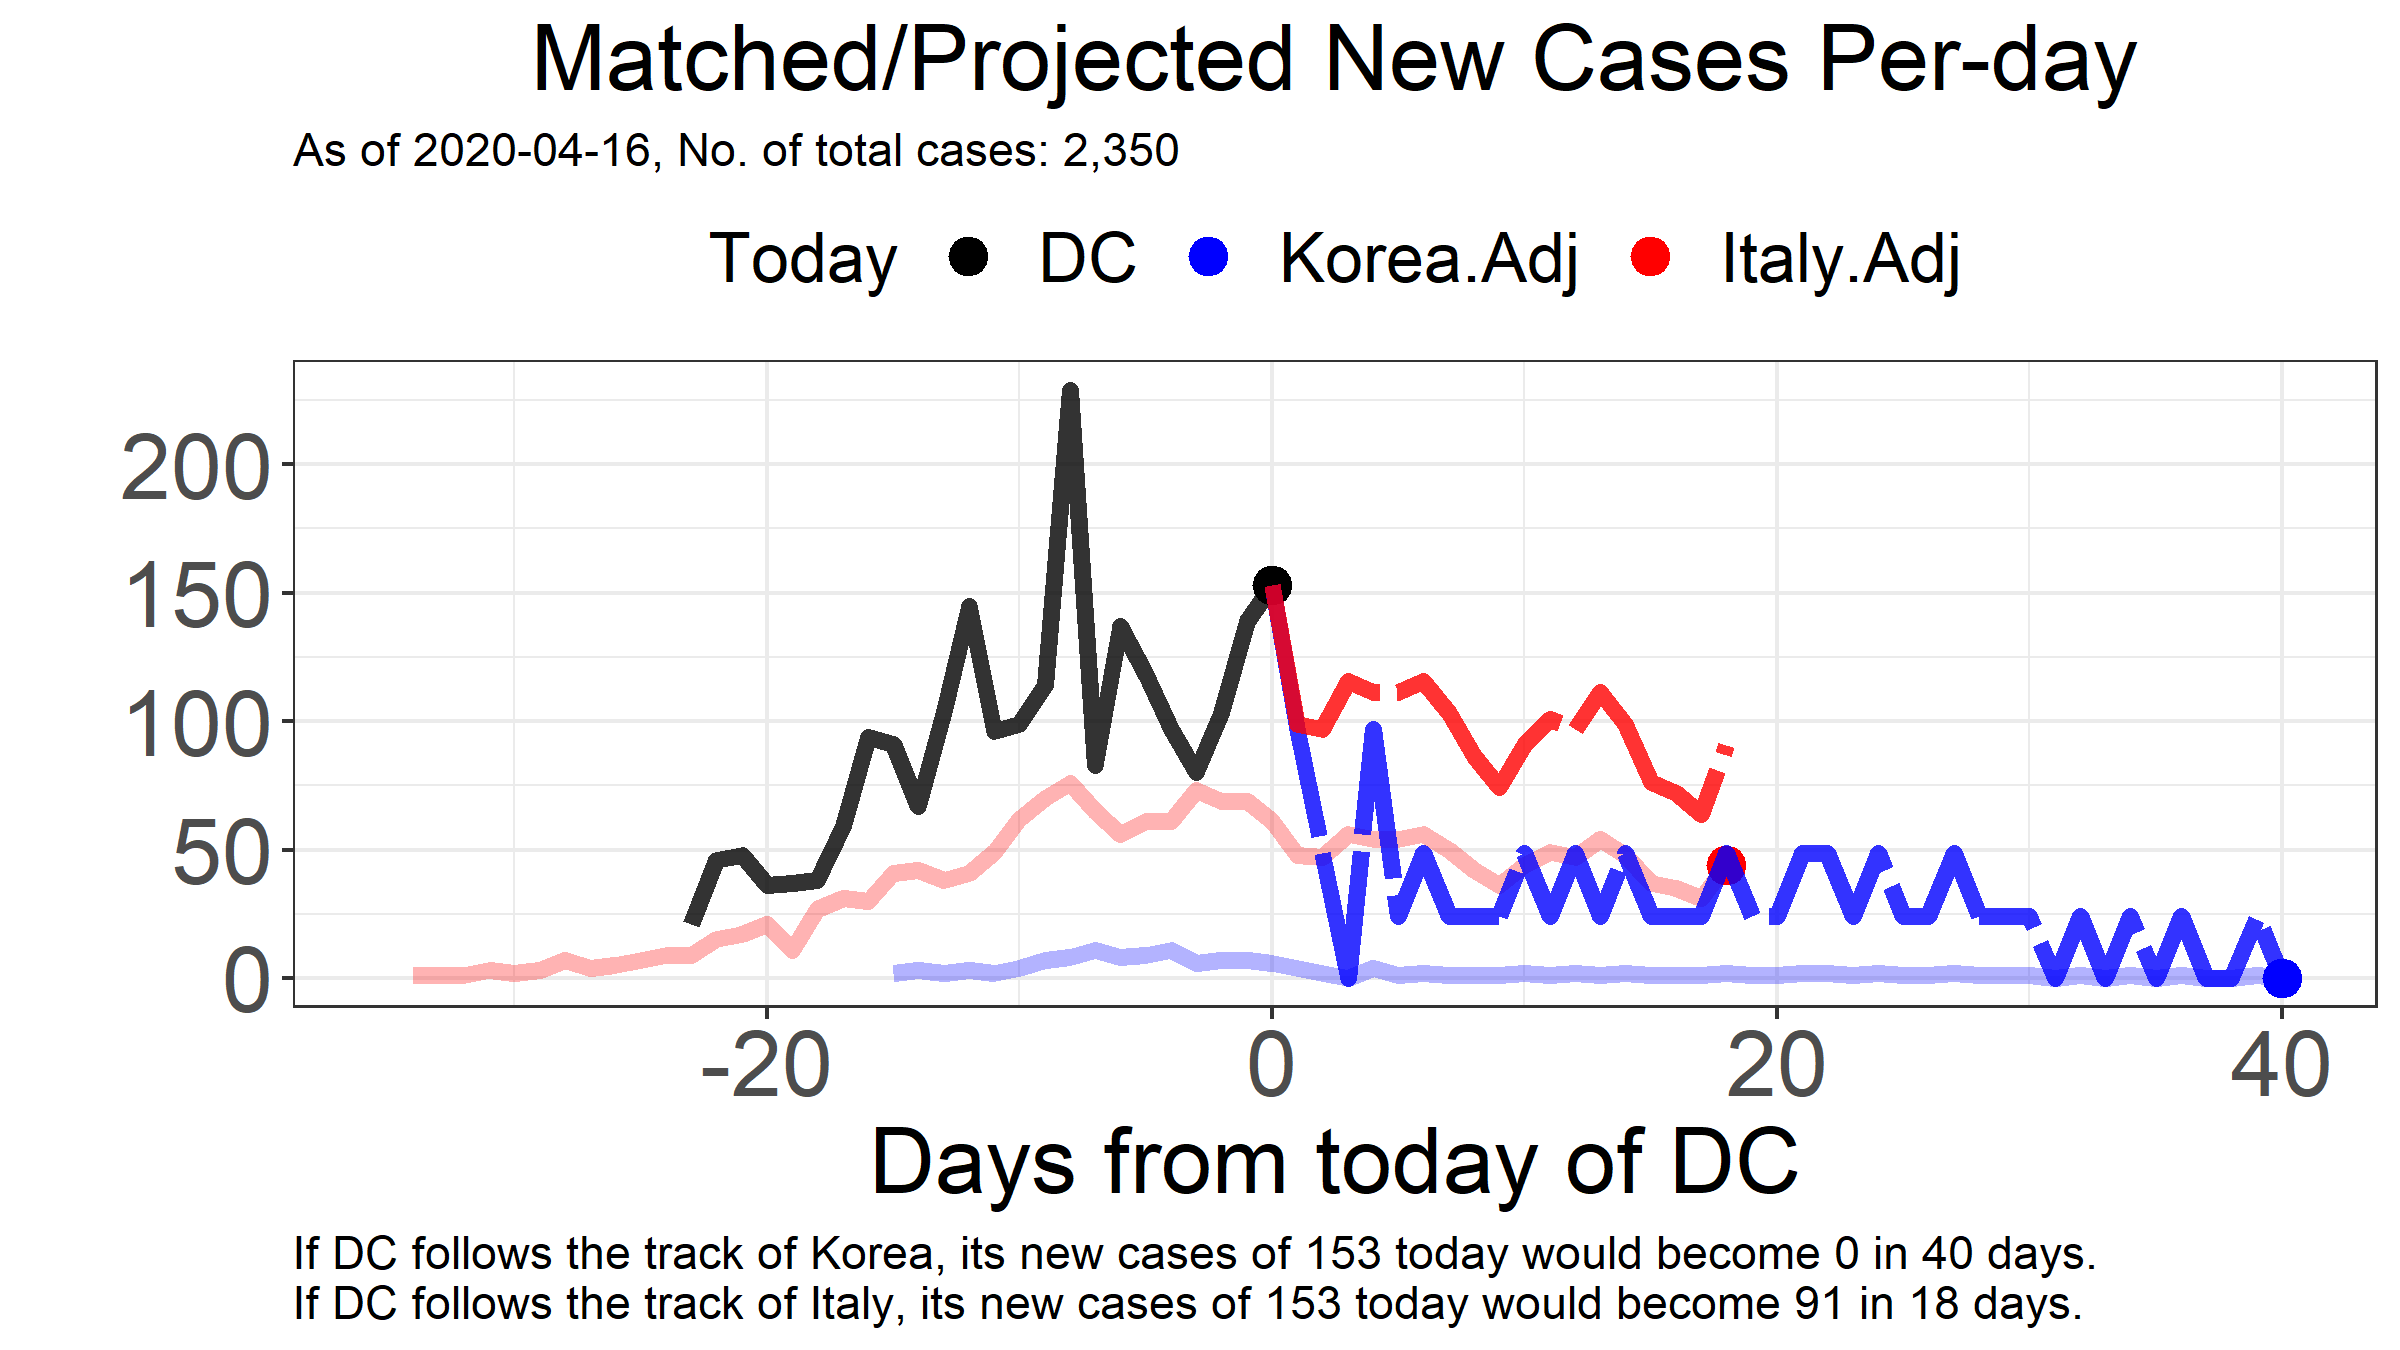 Matched/Projected New Cases Per-day
As of 2020-04-16, No. of total cases: 2,350
Today DC Korea.Adj Italy.Adj
200
150
100
50
0
-20 0 20 40
Days from today of DC
If DC follows the track of Korea, its new cases of 153 today would become 0 in 40 days.
If DC follows the track of Italy, its new cases of 153 today would become 91 in 18 days.